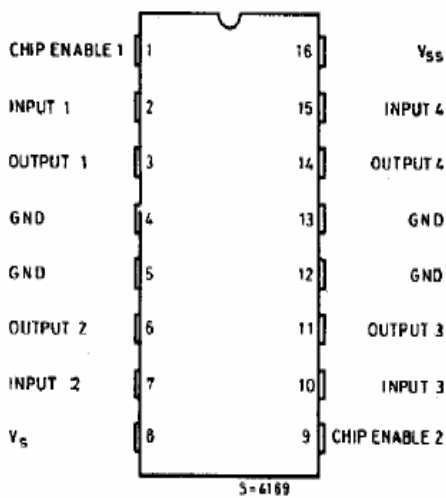 CHIP ENABLE 1 1 16 VSS
INPUT 1 2 15 INPUT 4
OUTPUT 1 3 14 OUTPUT 4
GND 4 13 GND
GND 5 12 GND
OUTPUT 2 6 11 OUTPUT 3
INPUT 2 7 10 INPUT 3
VS 8 9 CHIP ENABLE 2
S-4169